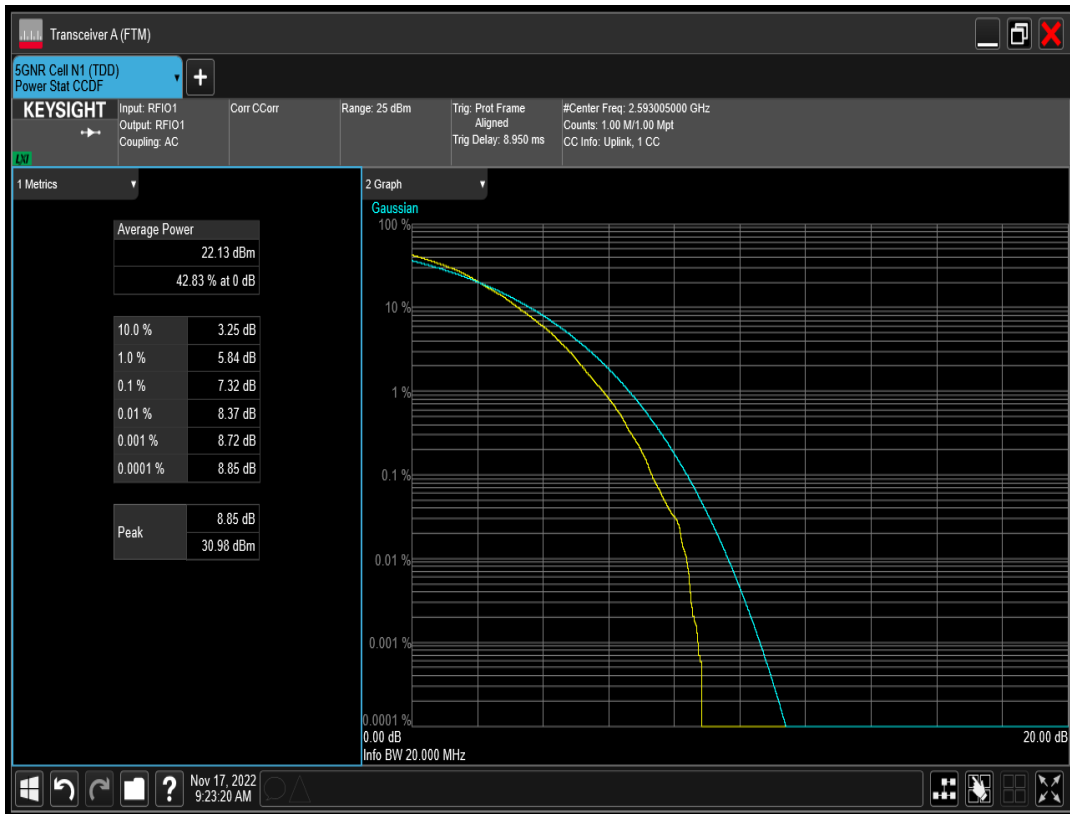 Transceiver A (FTM)
5GNR Cell N1 (TDD)
Power Stat CCDF
+
KEYSIGHT
LXI
Input: RFIO1
Output: RFIO1
Coupling: AC
Corr CCorr
Range: 25 dBm
Trig: Prot Frame
Aligned
Trig Delay: 8.950 ms
#Center Freq: 2.593005000 GHz
Counts: 1.00 M/1.00 Mpt
CC Info: Uplink, 1 CC
1 Metrics
Average Power
22.13 dBm
42.83 % at 0 dB
10.0 % 3.25 dB
1.0 % 5.84 dB
0.1 % 7.32 dB
0.01 % 8.37 dB
0.001 % 8.72 dB
0.0001 % 8.85 dB
Peak
8.85 dB
30.98 dBm
2 Graph
Gaussian
100 %
10 %
1 %
0.1 %
0.01 %
0.001 %
0.0001 %
0.00 dB 20.00 dB
Info BW 20.000 MHz
?
Nov 17, 2022
9:23:20 AM